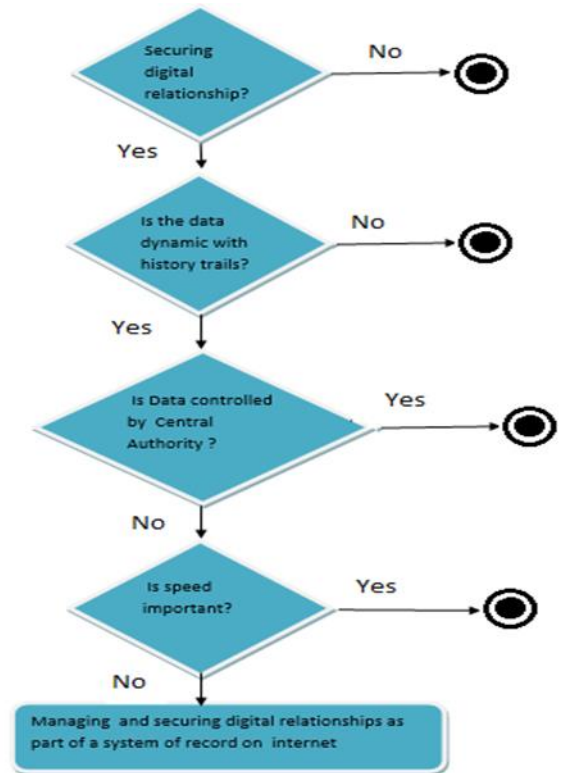 Securing
digital
relationship?
No
Yes
Is the data
dynamic with
history trails?
No
Yes
Is Data controlled
by Central
Authority ?
Yes
No
Is speed
important?
Yes
No
Managing and securing digital relationships as
part of a system of record on internet